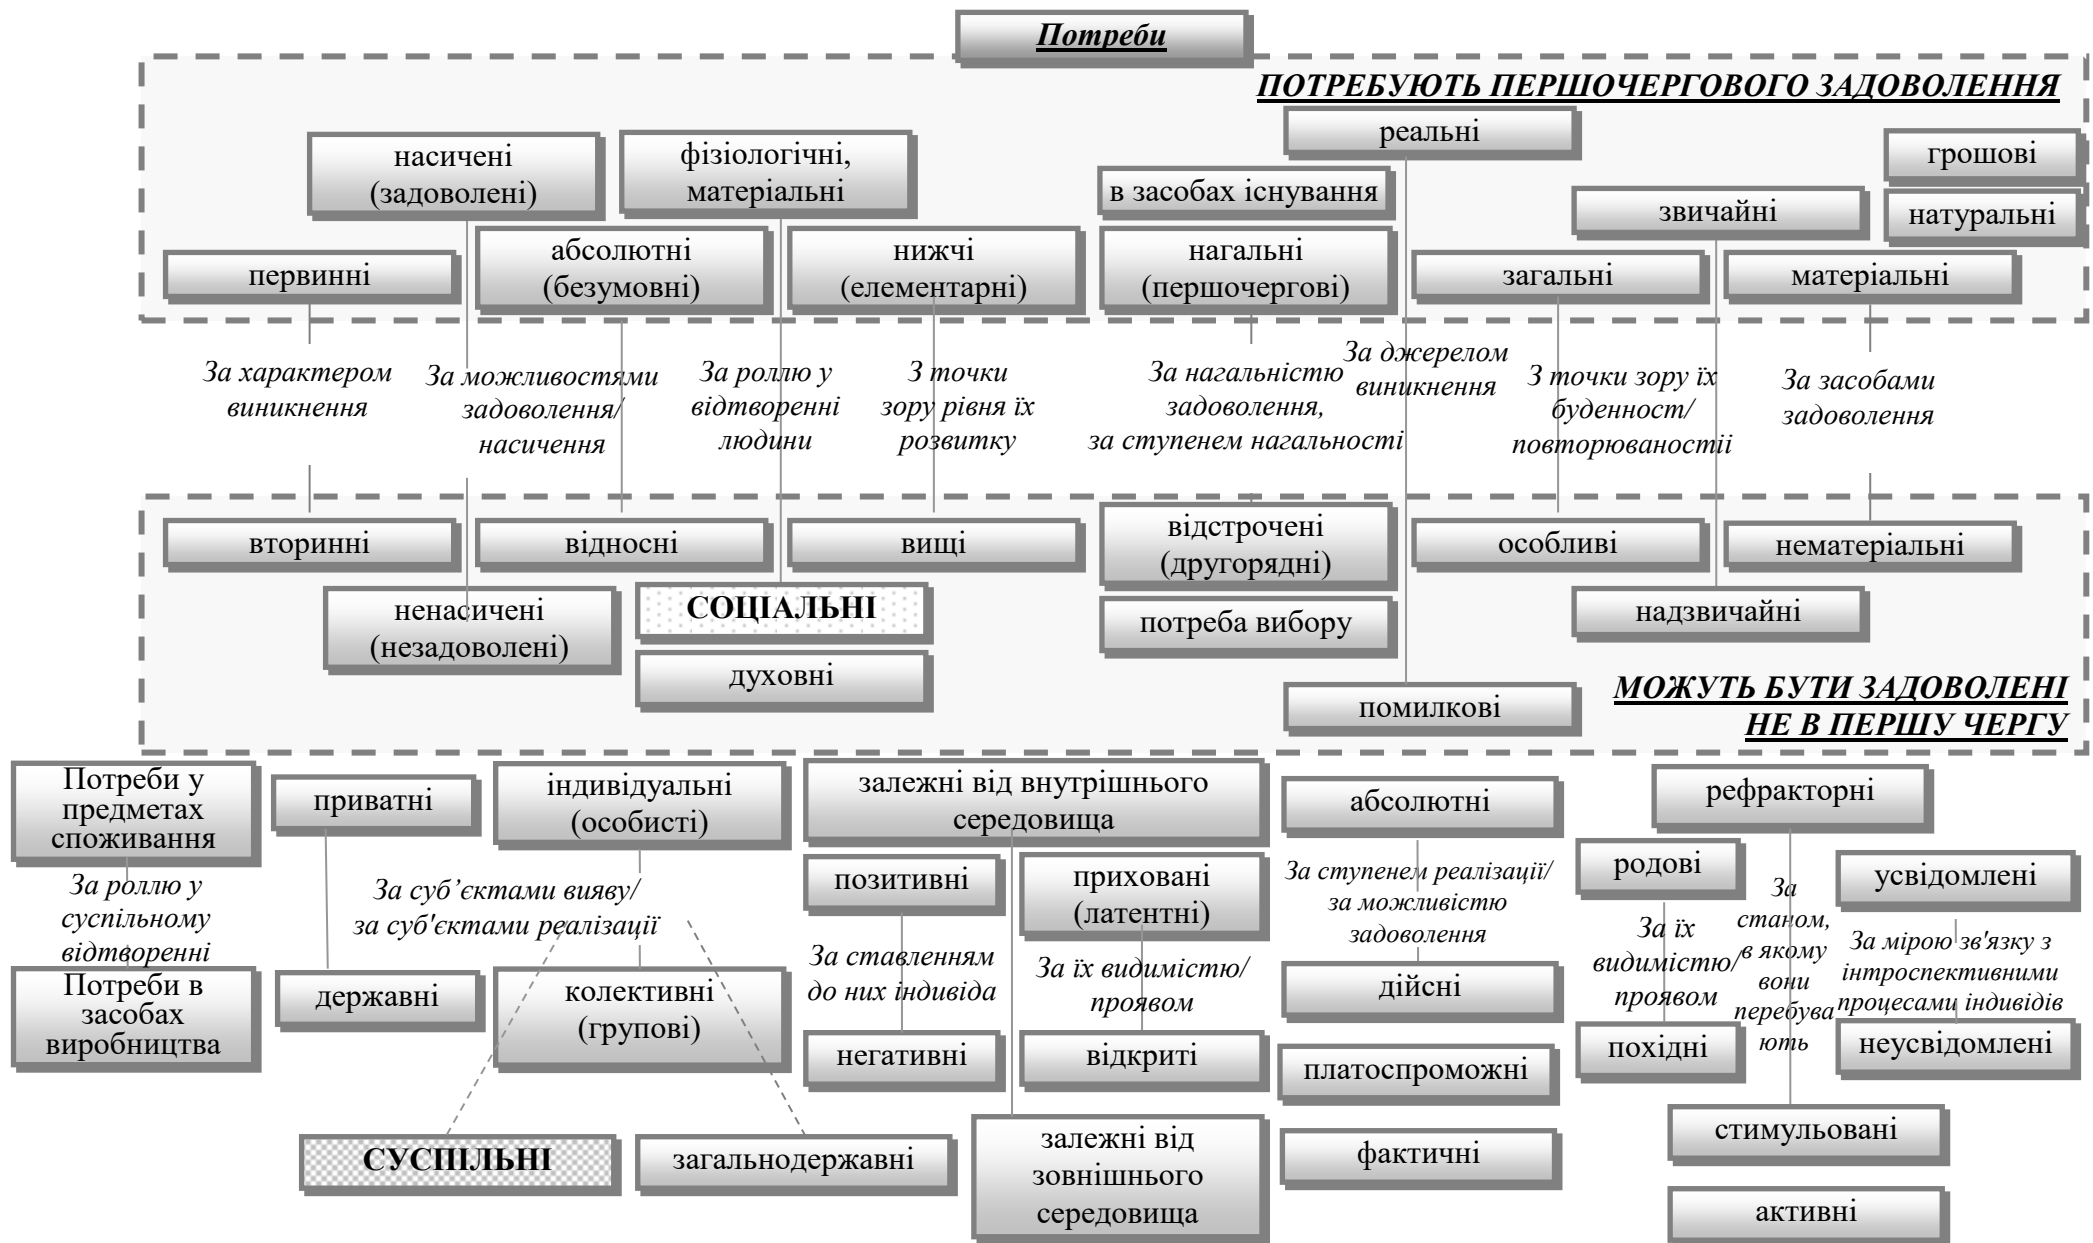 Потреби
ПОТРЕБУЮТЬ ПЕРШОЧЕРГОВОГО ЗАДОВОЛЕННЯ
насичені
(задоволені)
фізіологічні,
матеріальні
реальні
грошові
в засобах існування
звичайні
натуральні
первинні
абсолютні
(безумовні)
нижчі
(елементарні)
нагальні
(першочергові)
загальні
матеріальні
За характером
виникнення
За можливостями
задоволення/
насичення
За роллю у
відтворенні
людини
З точки
зору рівня їх
розвитку
За нагальністю
задоволення,
за ступенем нагальності
За джерелом
виникнення
З точки зору їх
буденност/
повторюваностіі
За засобами
задоволення
вторинні
відносні
вищі
відстрочені
(другорядні)
особливі
нематеріальні
ненасичені
(незадоволені)
СОЦІАЛЬНІ
духовні
потреба вибору
надзвичайні
помилкові
МОЖУТЬ БУТИ ЗАДОВОЛЕНІ
НЕ В ПЕРШУ ЧЕРГУ
Потреби у
предметах
споживання
приватні
індивідуальні
(особисті)
залежні від внутрішнього
середовища
абсолютні
рефракторні
позитивні
приховані
(латентні)
родові
усвідомлені
За роллю у
суспільному
відтворенні
За суб’єктами вияву/
за суб'єктами реалізації
За ставленням
до них індивіда
За їх видимістю/
проявом
За ступенем реалізації/
за можливістю
задоволення
За їх
видимістю/
проявом
За
станом,
в якому
вони
перебува
ють
За мірою зв'язку з
інтроспективними
процесами індивідів
Потреби в
засобах
виробництва
державні
колективні
(групові)
негативні
відкриті
дійсні
похідні
неусвідомлені
платоспроможні
СУСПІЛЬНІ
загальнодержавні
залежні від
зовнішнього
середовища
фактичні
стимульовані
активні